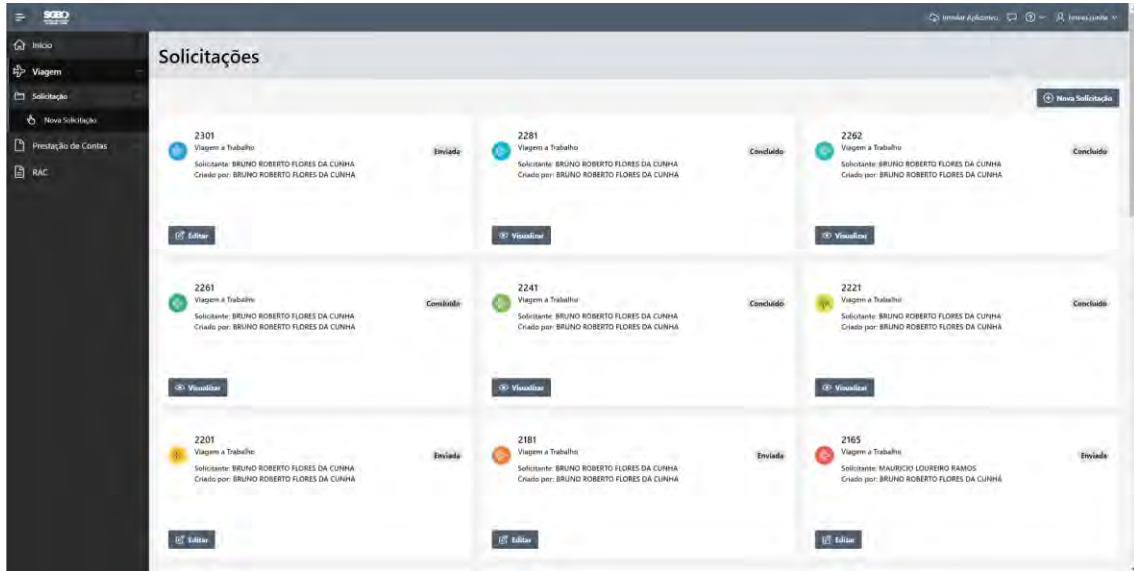 SGBO
Instalar Aplicativo
Início
Viagem
Solicitação
Nova Solicitação
Prestação de Contas
RAC
Solicitações
Nova Solicitação
2301
Viagem a Trabalho
Enviada
Solicitante: BRUNO ROBERTO FLORES DA CUNHA
Criado por: BRUNO ROBERTO FLORES DA CUNHA
Editar
2281
Viagem a Trabalho
Concluído
Solicitante: BRUNO ROBERTO FLORES DA CUNHA
Criado por: BRUNO ROBERTO FLORES DA CUNHA
Visualizar
2262
Viagem a Trabalho
Concluído
Solicitante: BRUNO ROBERTO FLORES DA CUNHA
Criado por: BRUNO ROBERTO FLORES DA CUNHA
Visualizar
2261
Viagem a Trabalho
Concluído
Solicitante: BRUNO ROBERTO FLORES DA CUNHA
Criado por: BRUNO ROBERTO FLORES DA CUNHA
Visualizar
2241
Viagem a Trabalho
Concluído
Solicitante: BRUNO ROBERTO FLORES DA CUNHA
Criado por: BRUNO ROBERTO FLORES DA CUNHA
Visualizar
2221
Viagem a Trabalho
Concluído
Solicitante: BRUNO ROBERTO FLORES DA CUNHA
Criado por: BRUNO ROBERTO FLORES DA CUNHA
Visualizar
2201
Viagem a Trabalho
Enviada
Solicitante: BRUNO ROBERTO FLORES DA CUNHA
Criado por: BRUNO ROBERTO FLORES DA CUNHA
Editar
2181
Viagem a Trabalho
Enviada
Solicitante: BRUNO ROBERTO FLORES DA CUNHA
Criado por: BRUNO ROBERTO FLORES DA CUNHA
Editar
2165
Viagem a Trabalho
Enviada
Solicitante: MAURICIO LOUREIRO RAMOS
Criado por: BRUNO ROBERTO FLORES DA CUNHA
Editar